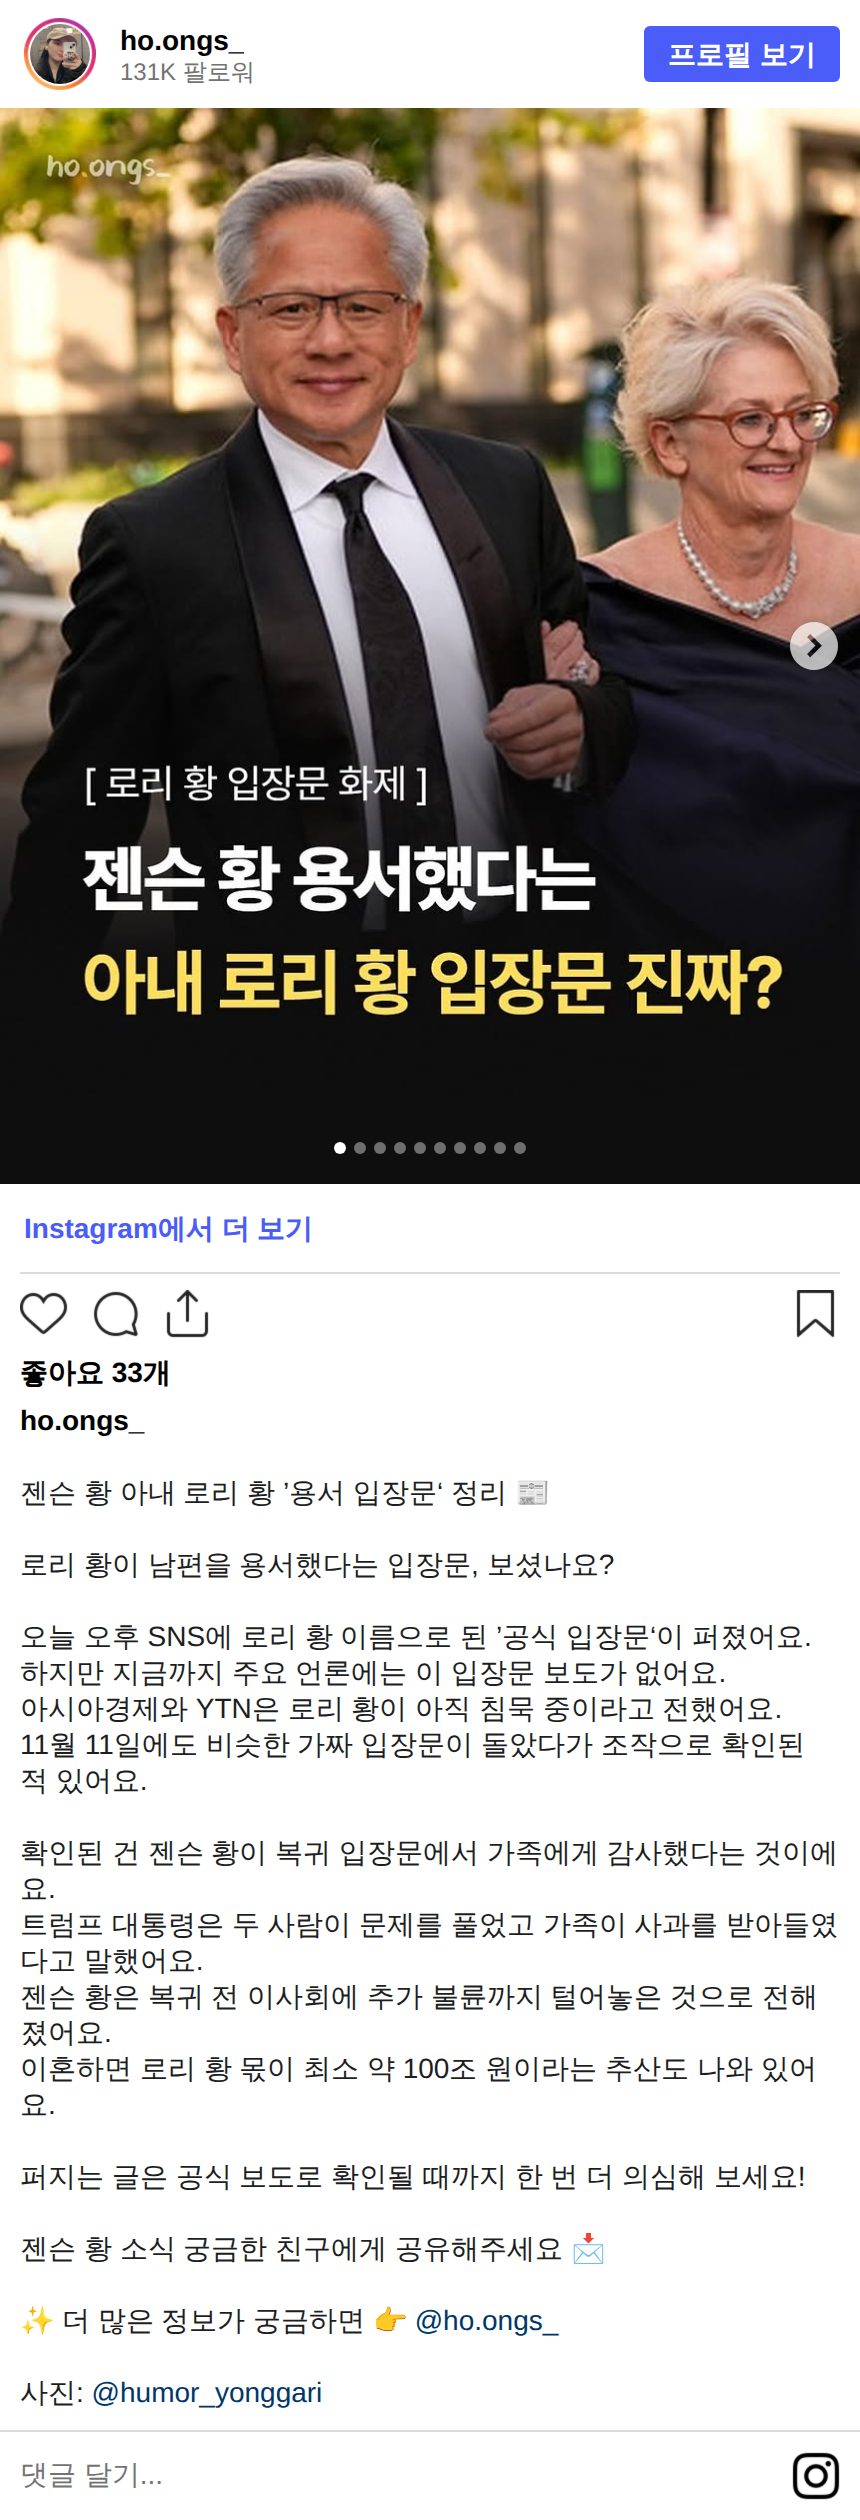 ho.ongs_
131K 팔로워
프로필 보기
ho.ongs_
[ 로리 황 입장문 화제 ]
젠슨 황 용서했다는
아내 로리 황 입장문 진짜?
Instagram에서 더 보기
좋아요 33개
ho.ongs_
젠슨 황 아내 로리 황 ’용서 입장문‘ 정리 📰
로리 황이 남편을 용서했다는 입장문, 보셨나요?
오늘 오후 SNS에 로리 황 이름으로 된 ’공식 입장문‘이 퍼졌어요.
하지만 지금까지 주요 언론에는 이 입장문 보도가 없어요.
아시아경제와 YTN은 로리 황이 아직 침묵 중이라고 전했어요.
11월 11일에도 비슷한 가짜 입장문이 돌았다가 조작으로 확인된
적 있어요.
확인된 건 젠슨 황이 복귀 입장문에서 가족에게 감사했다는 것이에
요.
트럼프 대통령은 두 사람이 문제를 풀었고 가족이 사과를 받아들였
다고 말했어요.
젠슨 황은 복귀 전 이사회에 추가 불륜까지 털어놓은 것으로 전해
졌어요.
이혼하면 로리 황 몫이 최소 약 100조 원이라는 추산도 나와 있어
요.
퍼지는 글은 공식 보도로 확인될 때까지 한 번 더 의심해 보세요!
젠슨 황 소식 궁금한 친구에게 공유해주세요 📩
✨ 더 많은 정보가 궁금하면 👉 @ho.ongs_
사진: @humor_yonggari
댓글 달기...